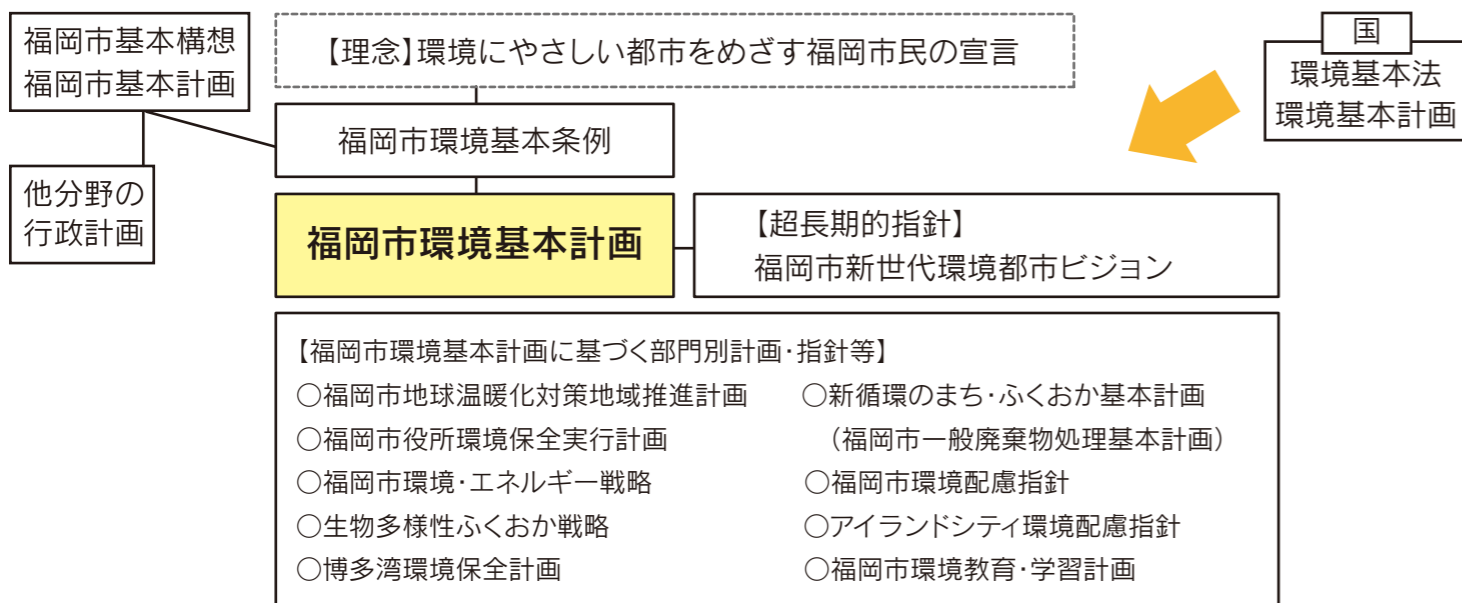 福岡市基本構想
福岡市基本計画
【理念】環境にやさしい都市をめざす福岡市民の宣言
国
環境基本法
環境基本計画
福岡市環境基本条例
他分野の
行政計画
福岡市環境基本計画
【超長期的指針】
福岡市新世代環境都市ビジョン
【福岡市環境基本計画に基づく部門別計画・指針等】
○福岡市地球温暖化対策地域推進計画
○福岡市役所環境保全実行計画
○福岡市環境・エネルギー戦略
○生物多様性ふくおか戦略
○博多湾環境保全計画
○新循環のまち・ふくおか基本計画
（福岡市一般廃棄物処理基本計画）
○福岡市環境配慮指針
○アイランドシティ環境配慮指針
○福岡市環境教育・学習計画